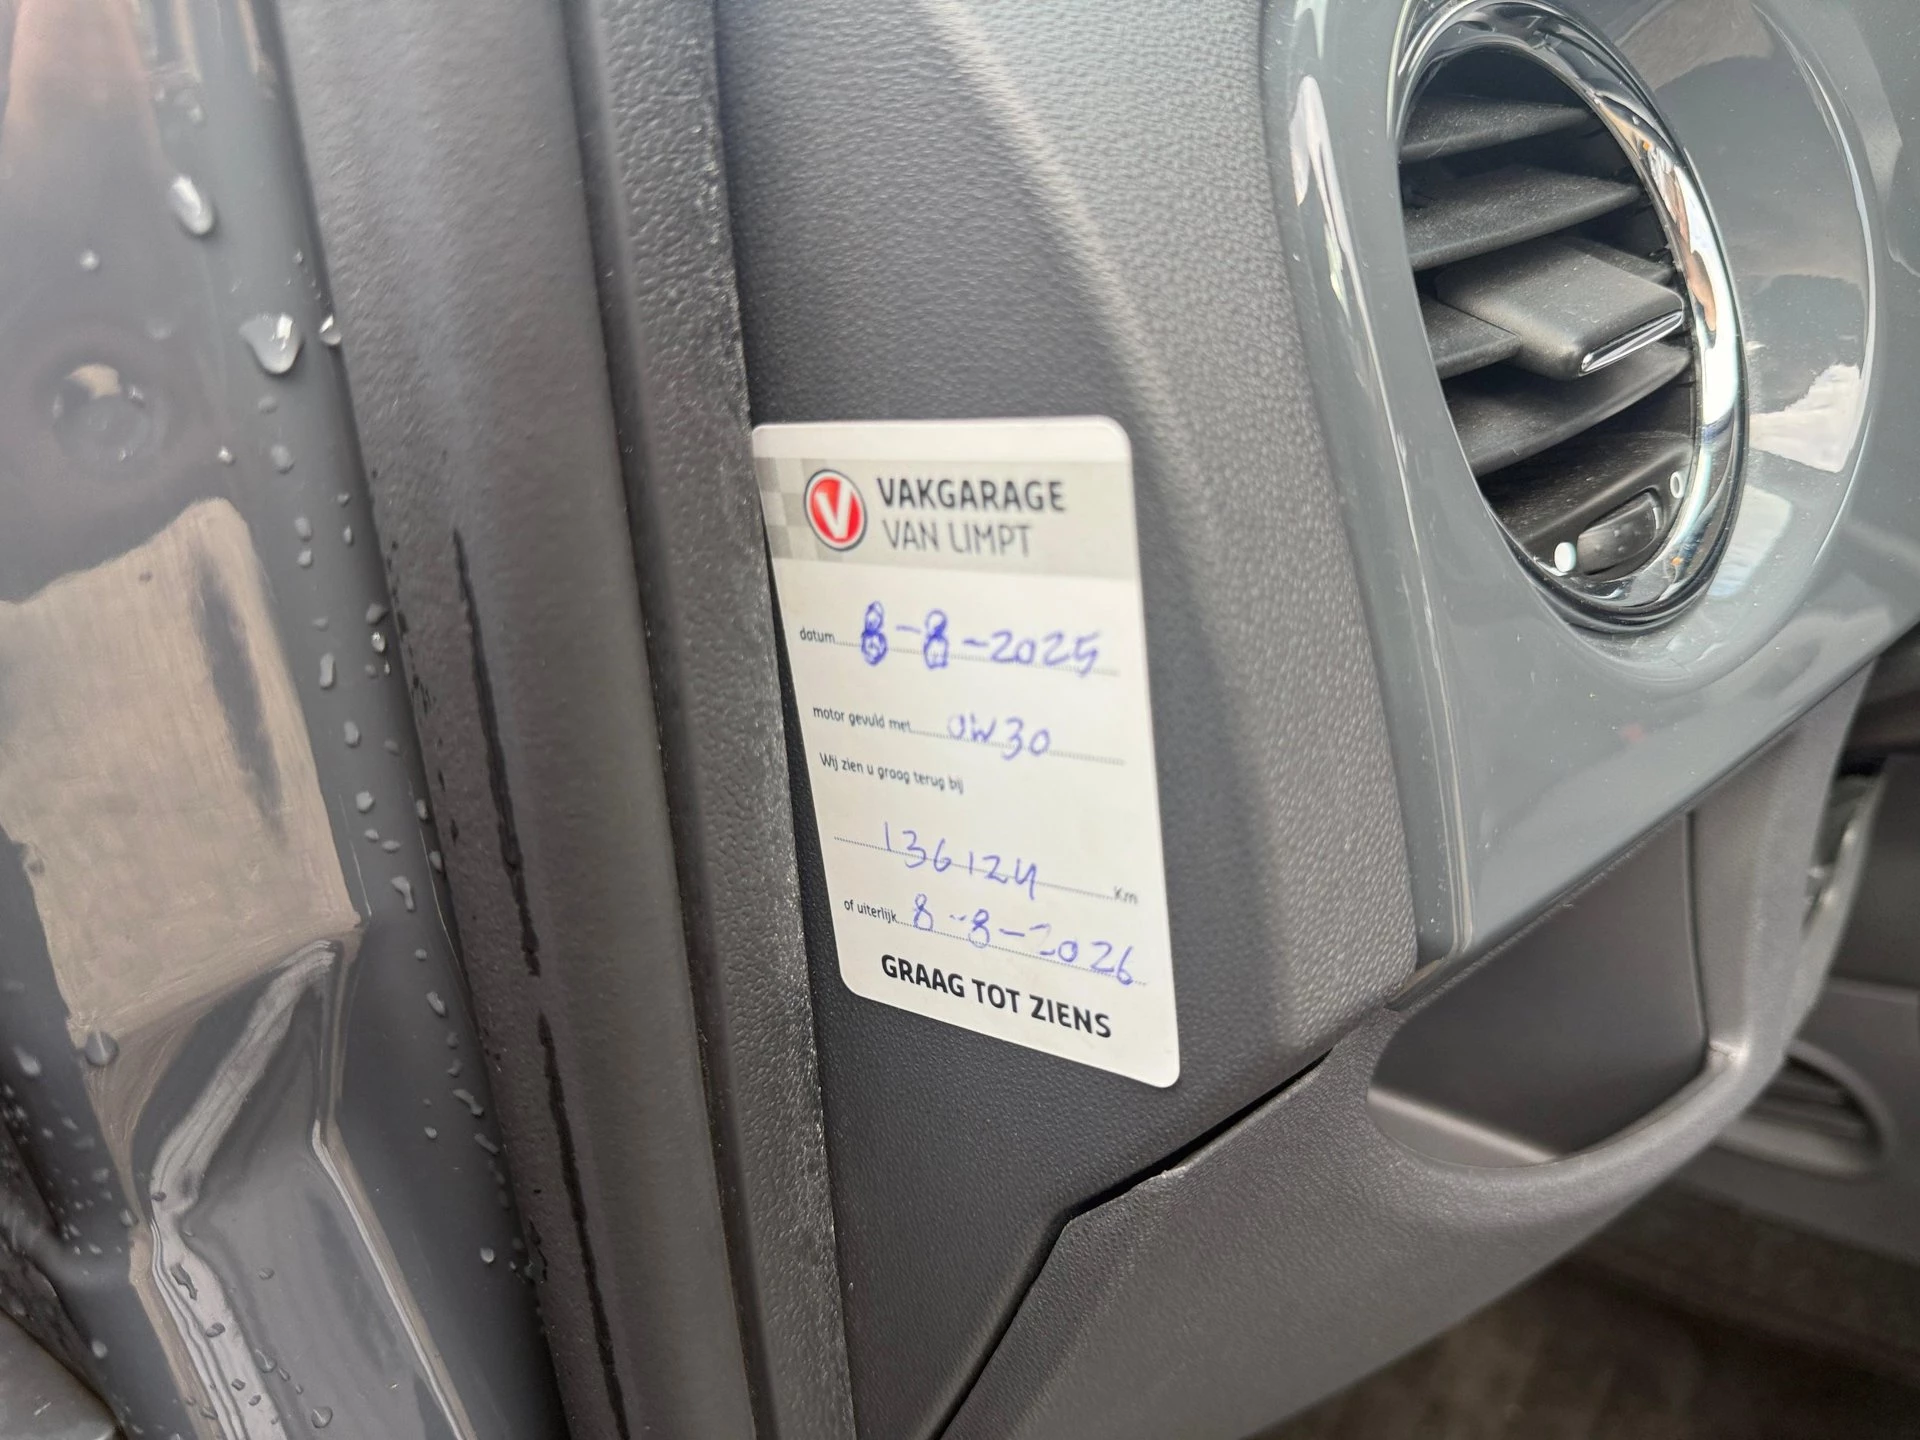 V VAKGARAGE
VAN LIMPT
datum 8-8-2025
motor gevuld met 0W30
Wij zien u graag terug bij
136124 Km
of uiterlijk 8-8-2026
GRAAG TOT ZIENS